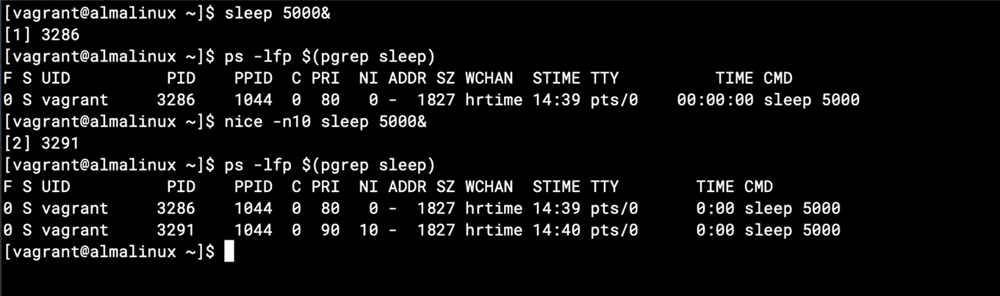 [vagrant@almalinux ~]$ sleep 5000&
[1] 3286
[vagrant@almalinux ~]$ ps -lfp $(pgrep sleep)
F S UID          PID    PPID  C PRI  NI ADDR SZ WCHAN  STIME TTY          TIME CMD
0 S vagrant     3286    1044  0  80   0 -  1827 hrtime 14:39 pts/0    00:00:00 sleep 5000
[vagrant@almalinux ~]$ nice -n10 sleep 5000&
[2] 3291
[vagrant@almalinux ~]$ ps -lfp $(pgrep sleep)
F S UID          PID    PPID  C PRI  NI ADDR SZ WCHAN  STIME TTY        TIME CMD
0 S vagrant     3286    1044  0  80   0 -  1827 hrtime 14:39 pts/0      0:00 sleep 5000
0 S vagrant     3291    1044  0  90  10 -  1827 hrtime 14:40 pts/0      0:00 sleep 5000
[vagrant@almalinux ~]$